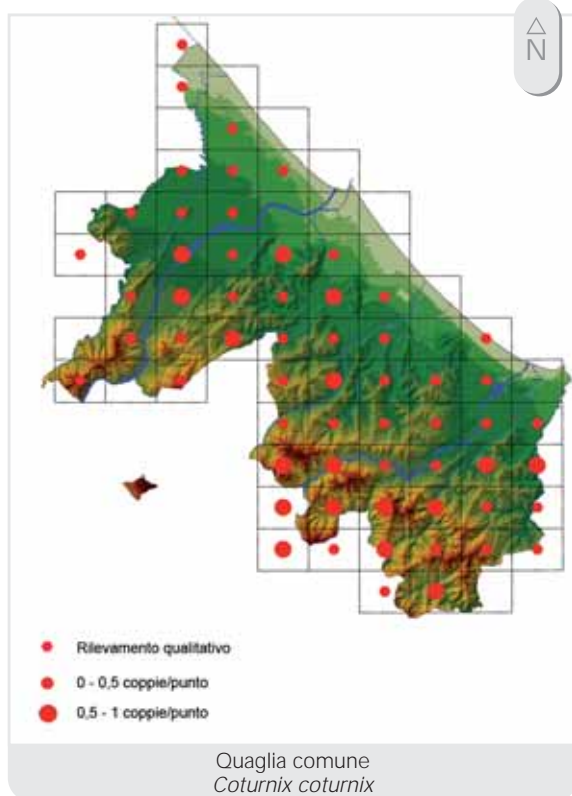 N
Rilevamento qualitativo
0 - 0,5 coppie/punto
0,5 - 1 coppie/punto
Quaglia comune
Coturnix coturnix